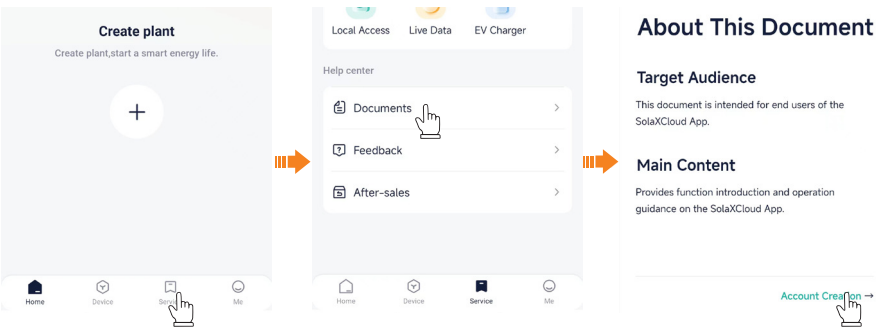 Create plant
Create plant,start a smart energy life.
Home
Device
Me
Local Access
Live Data
EV Charger
Help center
Documents
Feedback
After-sales
Home
Device
Service
Me
About This Document
Target Audience
This document is intended for end users of the
SolaXCloud App.
Main Content
Provides function introduction and operation
guidance on the SolaXCloud App.
Account Creation →